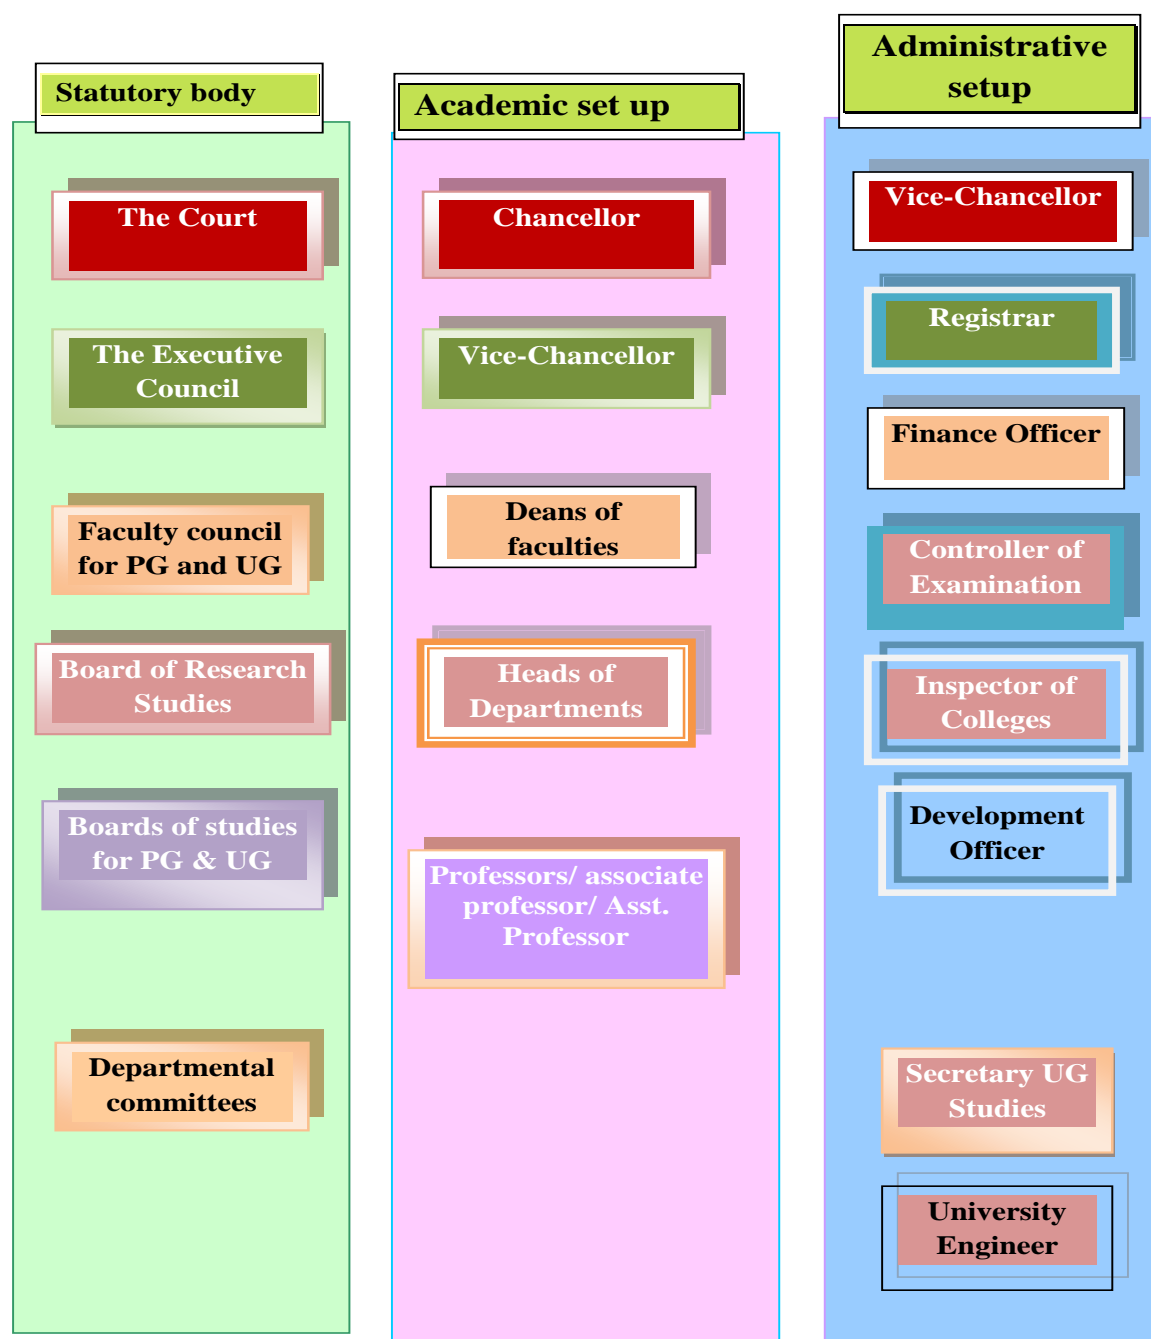 Statutory body
The Court
The Executive
Council
Faculty council
for PG and UG
Board of Research
Studies
Boards of studies
for PG & UG
Departmental
committees
Academic set up
Chancellor
Vice-Chancellor
Deans of
faculties
Heads of
Departments
Professors/ associate
professor/ Asst.
Professor
Administrative
setup
Vice-Chancellor
Registrar
Finance Officer
Controller of
Examination
Inspector of
Colleges
Development
Officer
Secretary UG
Studies
University
Engineer